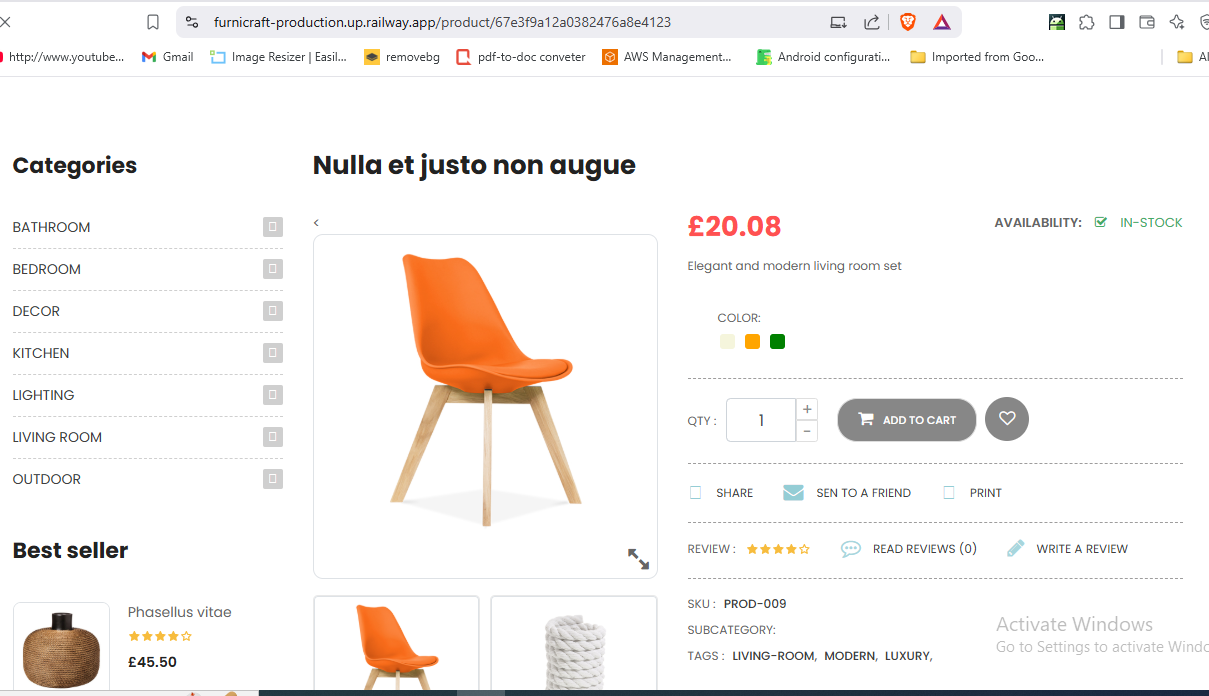 furnicraft-production.up.railway.app/product/67e3f9a12a0382476a8e4123
http://www.youtube... Gmail Image Resizer | Easil... removebg pdf-to-doc conveter AWS Management... Android configurati... Imported from Goo... Al
Categories
BATHROOM
BEDROOM
DECOR
KITCHEN
LIGHTING
LIVING ROOM
OUTDOOR
Best seller
Phasellus vitae
£45.50
Nulla et justo non augue
<
£20.08 AVAILABILITY: IN-STOCK
Elegant and modern living room set
COLOR:
QTY : 1 + − ADD TO CART
SHARE SEN TO A FRIEND PRINT
REVIEW : READ REVIEWS (0) WRITE A REVIEW
SKU : PROD-009
SUBCATEGORY:
TAGS : LIVING-ROOM, MODERN, LUXURY,
Activate Windows
Go to Settings to activate Windo